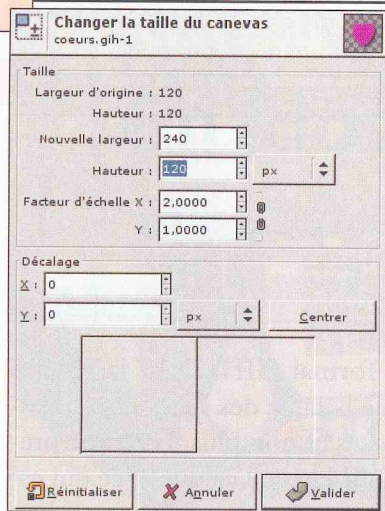 Changer la taille du canevas
coeurs.gih-1
Taille
Largeur d'origine : 120
Hauteur : 120
Nouvelle largeur : 240
Hauteur : 120 px
Facteur d'échelle X : 2,0000
Y : 1,0000
Décalage
X : 0
Y : 0 px Centrer
Réinitialiser Annuler Valider